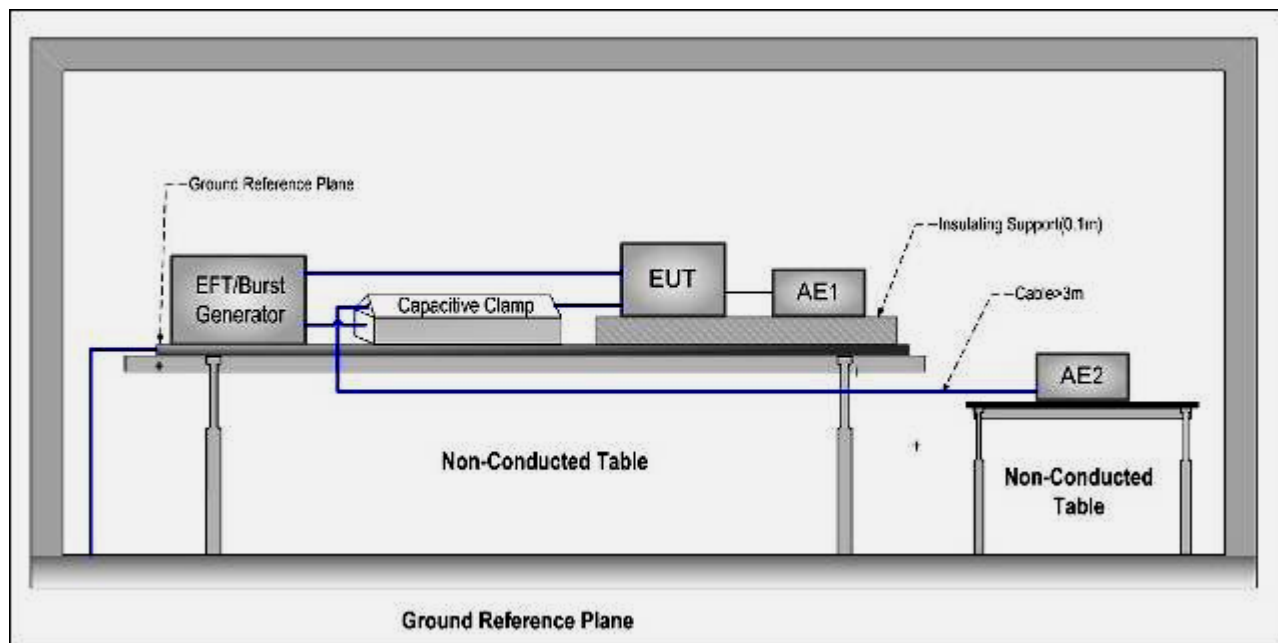 Ground Reference Plane
Insulating Support(0.1m)
EFT/Burst
Generator
Capacitive Clamp
EUT
AE1
Cable>3m
AE2
Non-Conducted Table
Non-Conducted
Table
Ground Reference Plane